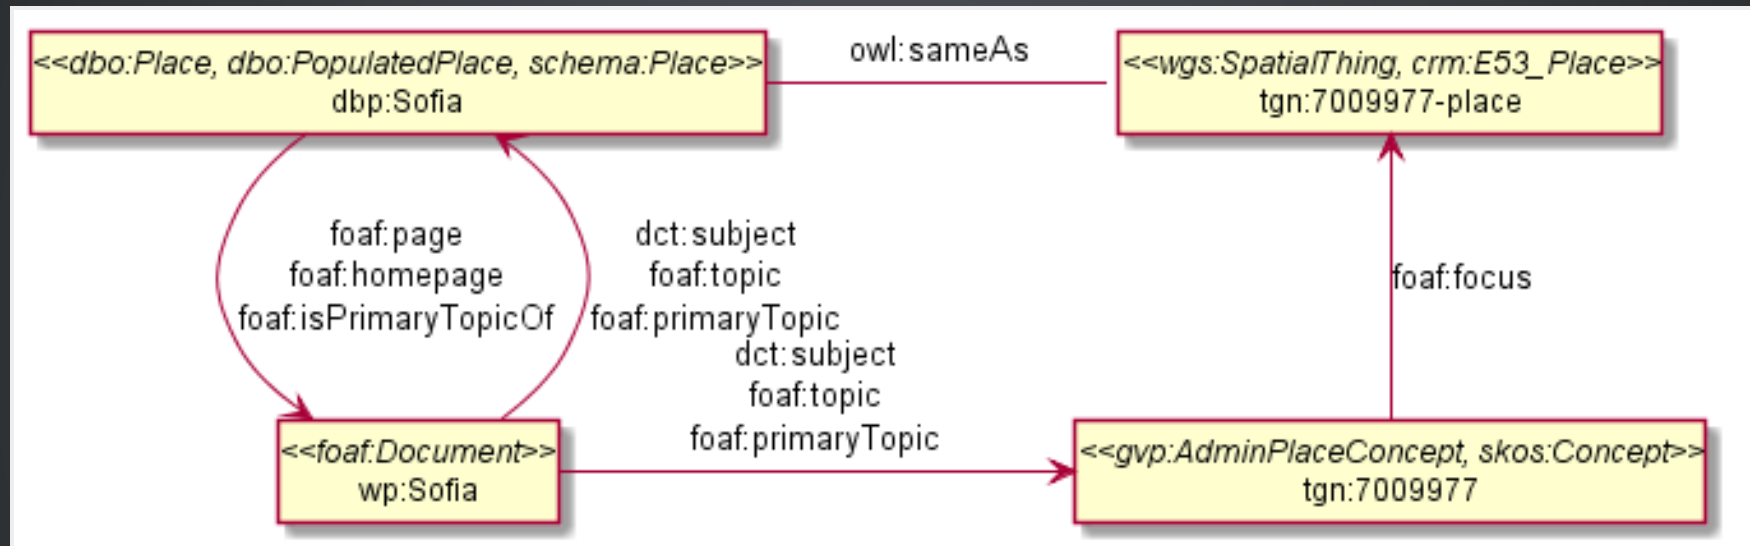 <<dbo:Place, dbo:PopulatedPlace, schema:Place>>
dbp:Sofia
owl:sameAs
<<wgs:SpatialThing, crm:E53_Place>>
tgn:7009977-place
foaf:page
foaf:homepage
foaf:isPrimaryTopicOf
dct:subject
foaf:topic
foaf:primaryTopic
foaf:focus
dct:subject
foaf:topic
foaf:primaryTopic
<<foaf:Document>>
wp:Sofia
<<gvp:AdminPlaceConcept, skos:Concept>>
tgn:7009977